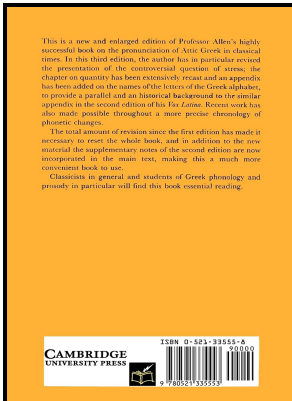 This is a new and enlarged edition of Professor Allen's highly
successful book on the pronunciation of Attic Greek in classical
times. In this third edition, the author has in particular revised
the presentation of the controversial question of stress; the
chapter on quantity has been extensively recast and an appendix
has been added on the names of the letters of the Greek alphabet,
to provide a parallel and an historical background to the similar
appendix in the second edition of his Vox Latina. Recent work has
also made possible throughout a more precise chronology of
phonetic changes.
The total amount of revision since the first edition has made it
necessary to reset the whole book, and in addition to the new
material the supplementary notes of the second edition are now
incorporated in the main text, making this a much more
convenient book to use.
Classicists in general and students of Greek phonology and
prosody in particular will find this book essential reading.
CAMBRIDGE
UNIVERSITY PRESS
ISBN 0-521-33555-8
90000
9 780521 335553